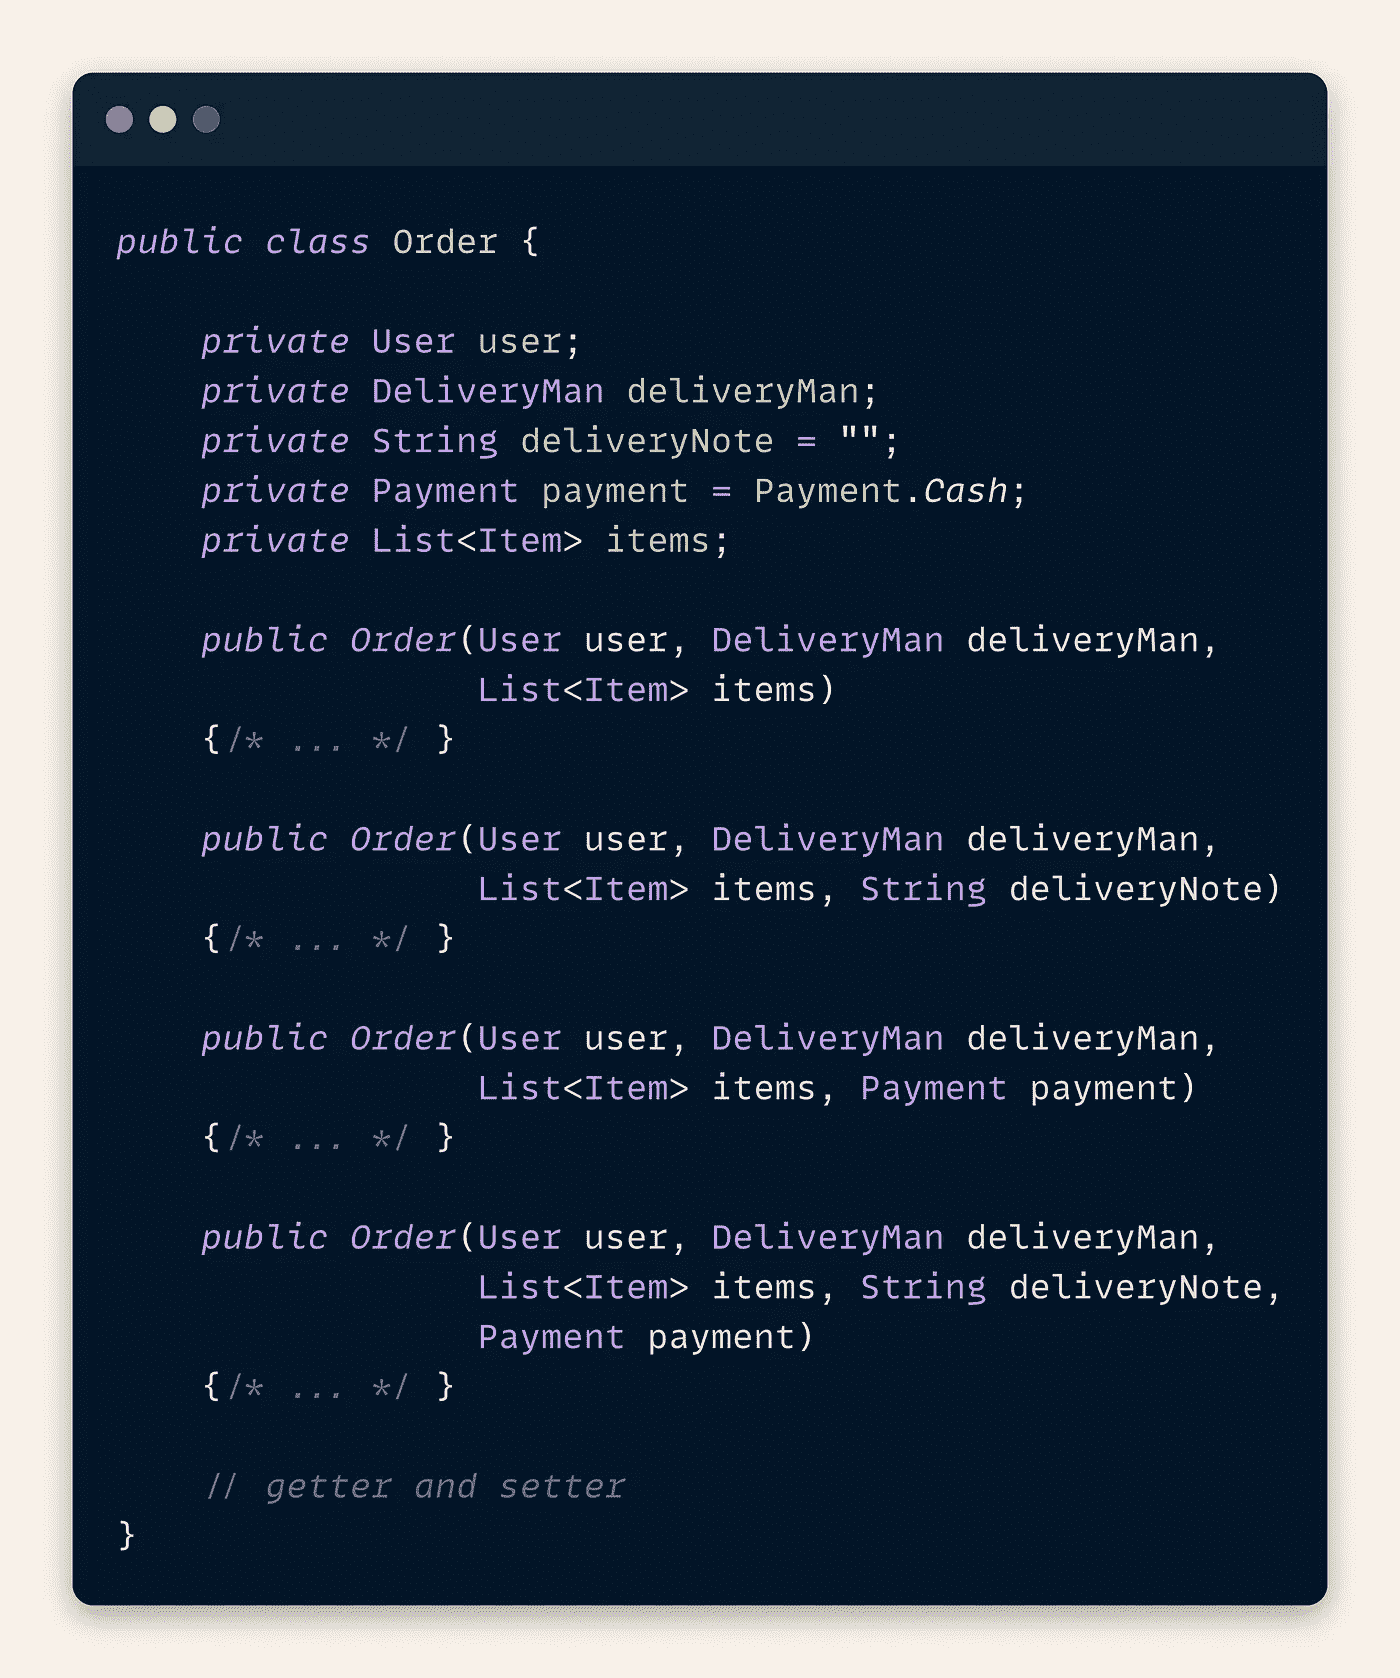 public class Order {
private User user;
private DeliveryMan deliveryMan;
private String deliveryNote = "";
private Payment payment = Payment.Cash;
private List<Item> items;
public Order(User user, DeliveryMan deliveryMan,
List<Item> items)
{/* ... */ }
public Order(User user, DeliveryMan deliveryMan,
List<Item> items, String deliveryNote)
{/* ... */ }
public Order(User user, DeliveryMan deliveryMan,
List<Item> items, Payment payment)
{/* ... */ }
public Order(User user, DeliveryMan deliveryMan,
List<Item> items, String deliveryNote,
Payment payment)
{/* ... */ }
// getter and setter
}